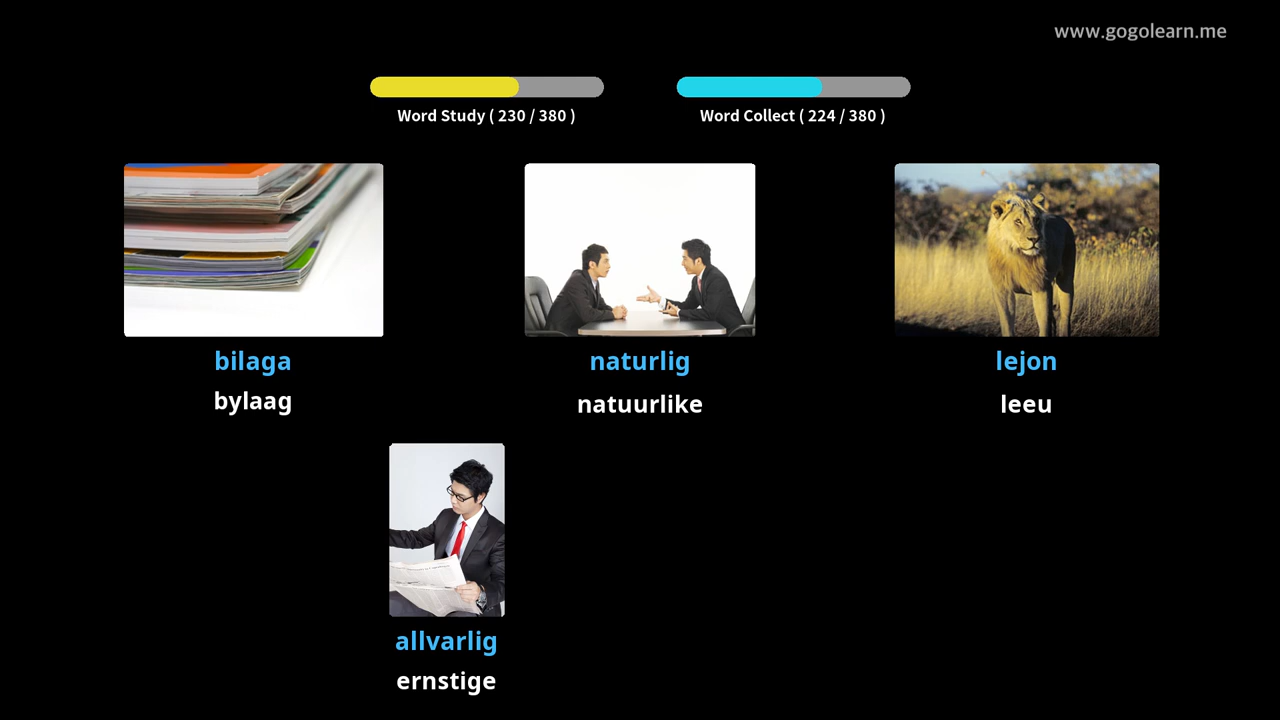 www.gogolearn.me
Word Study ( 230 / 380 )
Word Collect ( 224 / 380 )
bilaga
bylaag
naturlig
natuurlike
lejon
leeu
allvarlig
ernstige